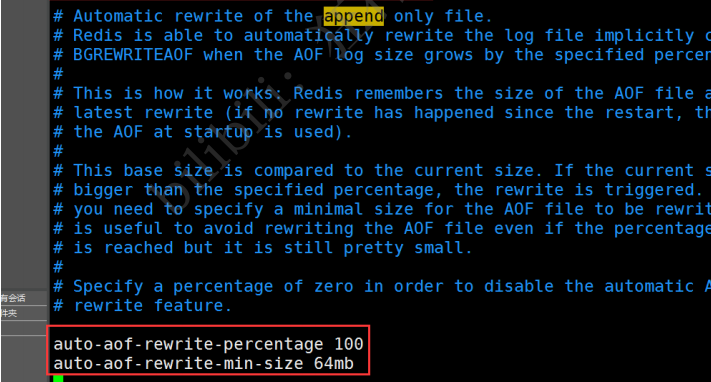 # Automatic rewrite of the append only file.
# Redis is able to automatically rewrite the log file implicitly
# BGREWRITEAOF when the AOF log size grows by the specified
#
# This is how it works: Redis remembers the size of the AOF file
# latest rewrite (if no rewrite has happened since the restart,
# the AOF at startup is used).
#
# This base size is compared to the current size. If the current
# bigger than the specified percentage, the rewrite is triggered.
# you need to specify a minimal size for the AOF file to be
# is useful to avoid rewriting the AOF file even if the percentage
# is reached but it is still pretty small.
#
# Specify a percentage of zero in order to disable the automatic
# rewrite feature.
有会话
件夹
auto-aof-rewrite-percentage 100
auto-aof-rewrite-min-size 64mb
bilibili: